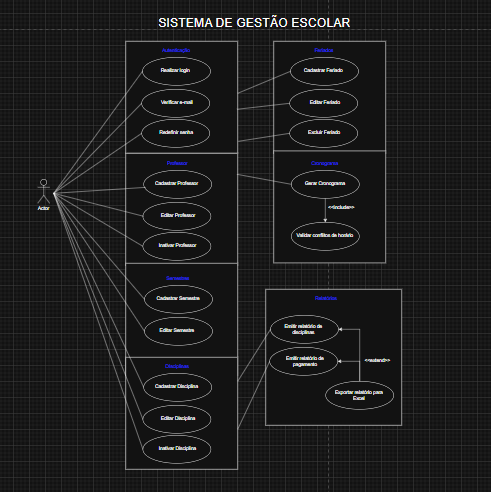 SISTEMA DE GESTÃO ESCOLAR
Autenticação
Realizar login
Verificar e-mail
Redefinir senha
Professor
Cadastrar Professor
Editar Professor
Inativar Professor
Semestres
Cadastrar Semestre
Editar Semestre
Disciplinas
Cadastrar Disciplina
Editar Disciplina
Inativar Disciplina
Actor
Feriados
Cadastrar Feriado
Editar Feriado
Excluir Feriado
Cronograma
Gerar Cronograma
<<include>>
Validar conflitos de horário
Relatórios
Emitir relatório de
disciplinas
Emitir relatório de
pagamento
<<extend>>
Exportar relatório para
Excel